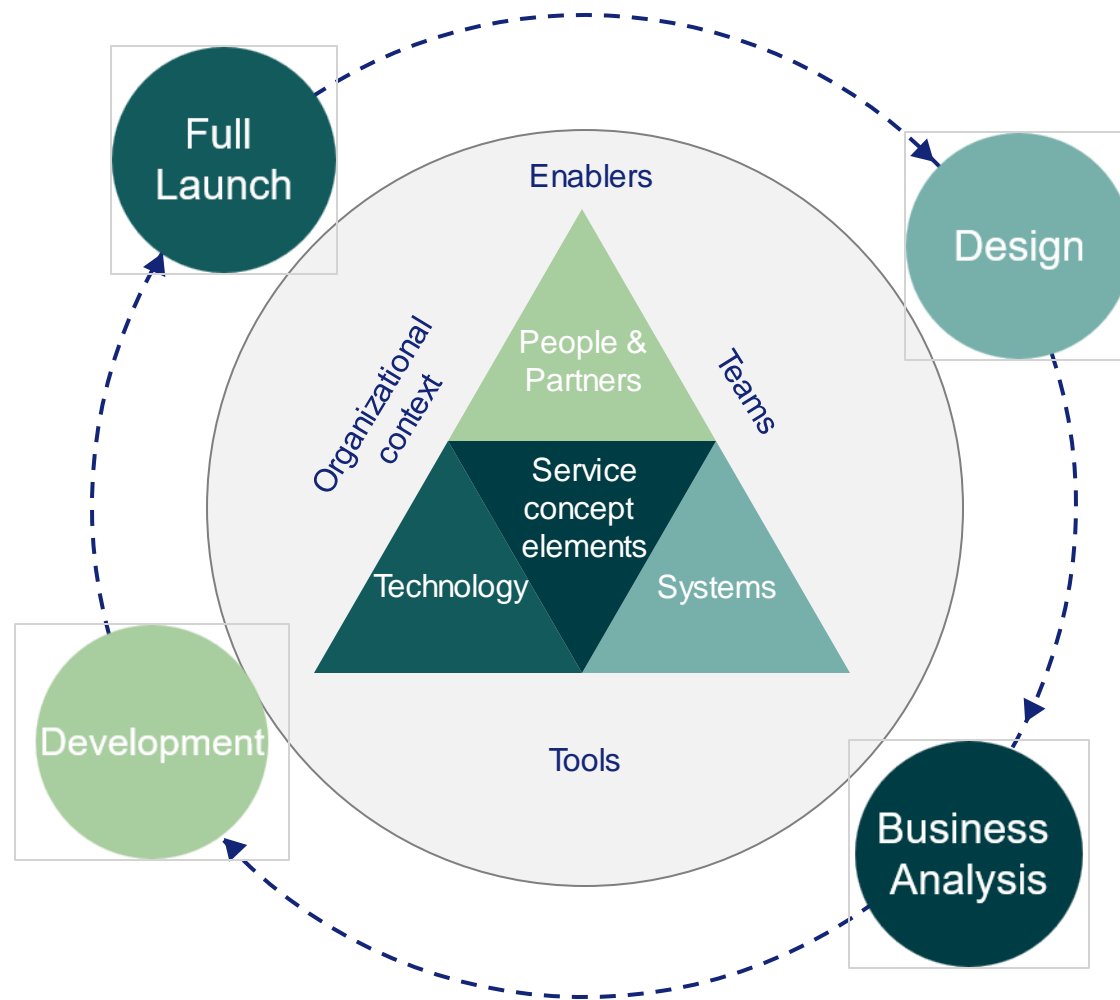 Full
Launch
Enablers
Design
People &
Partners
Organizational
context
Teams
Service
concept
elements
Technology
Systems
Development
Tools
Business
Analysis